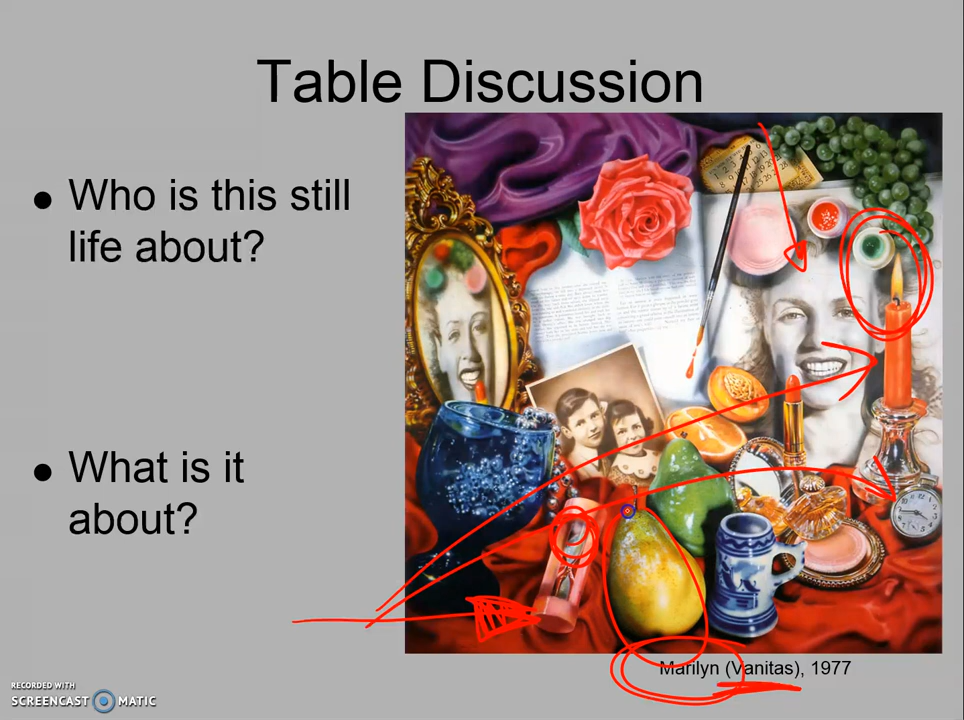 Table Discussion
● Who is this still
life about?
● What is it
about?
Marilyn (Vanitas), 1977
RECORDED WITH
SCREENCAST MATIC